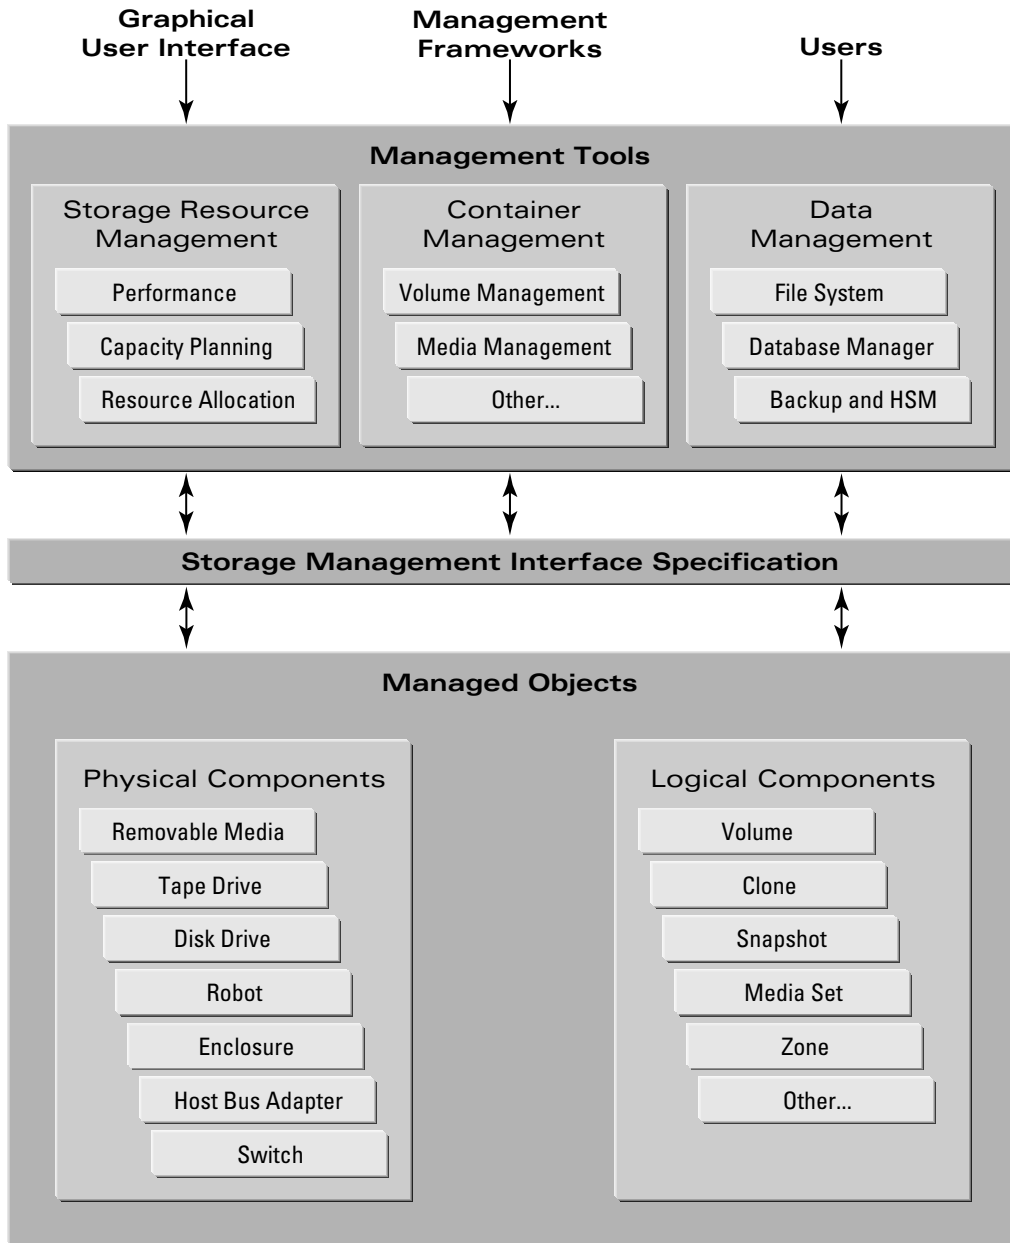 Graphical
User Interface
Management
Frameworks
Users
Management Tools
Storage Resource
Management
Performance
Capacity Planning
Resource Allocation
Container
Management
Volume Management
Media Management
Other...
Data
Management
File System
Database Manager
Backup and HSM
Storage Management Interface Specification
Managed Objects
Physical Components
Removable Media
Tape Drive
Disk Drive
Robot
Enclosure
Host Bus Adapter
Switch
Logical Components
Volume
Clone
Snapshot
Media Set
Zone
Other...